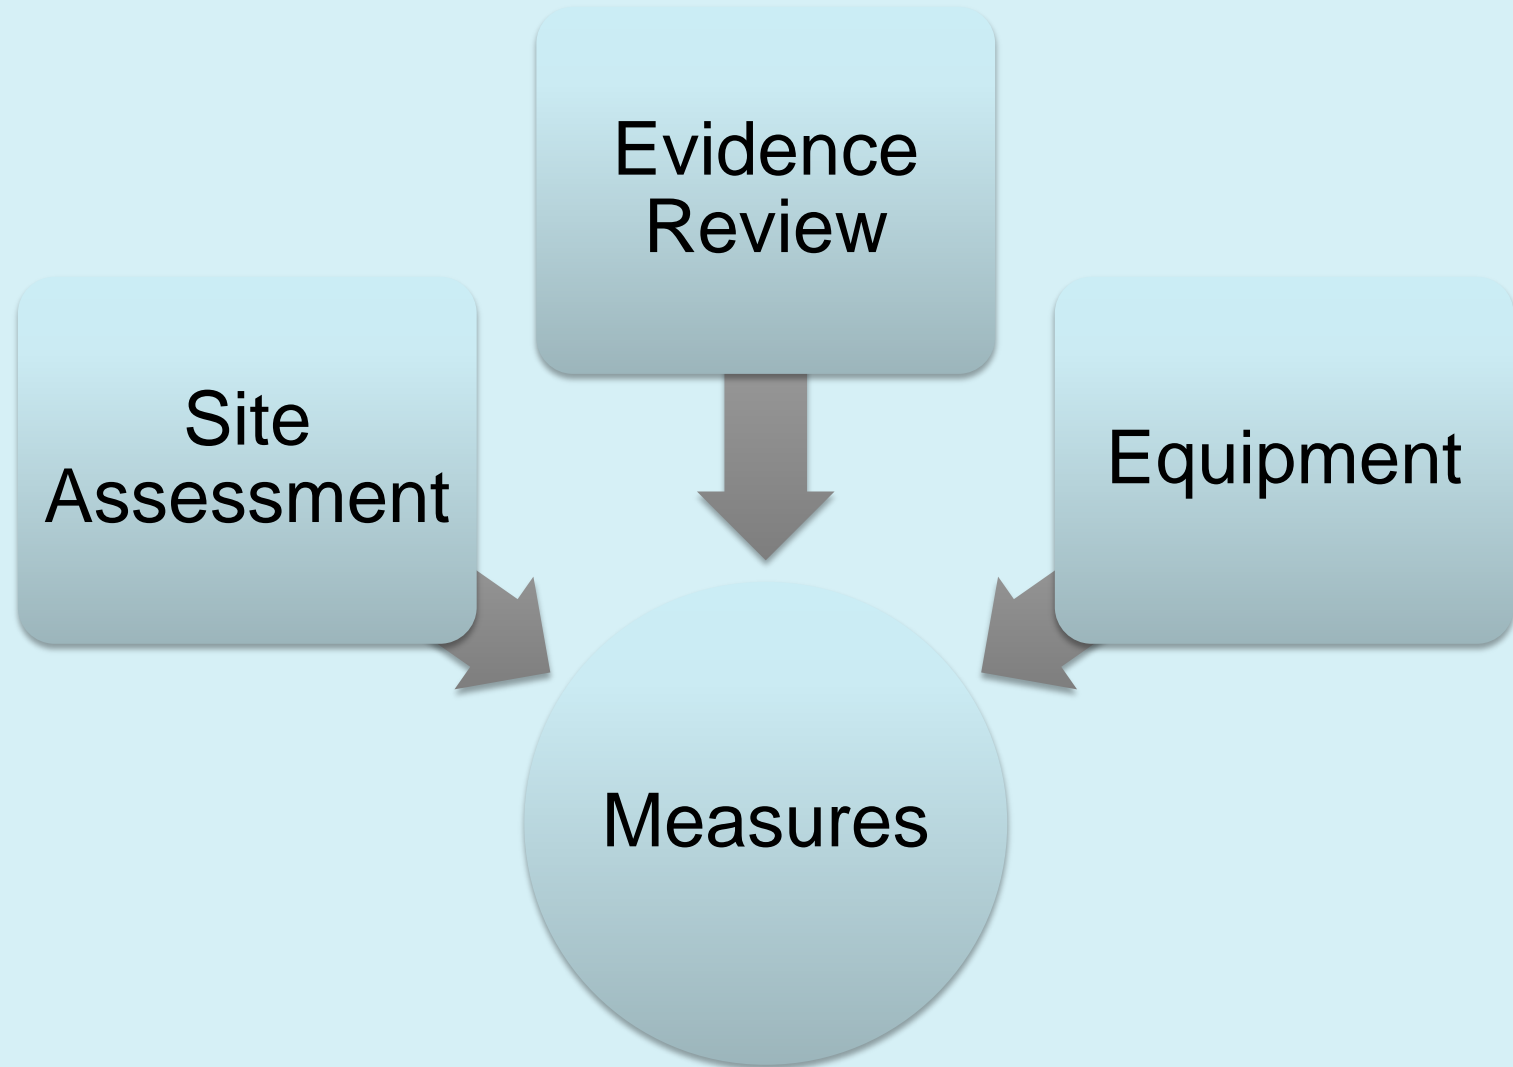 Evidence
Review
Site
Assessment
Equipment
Measures